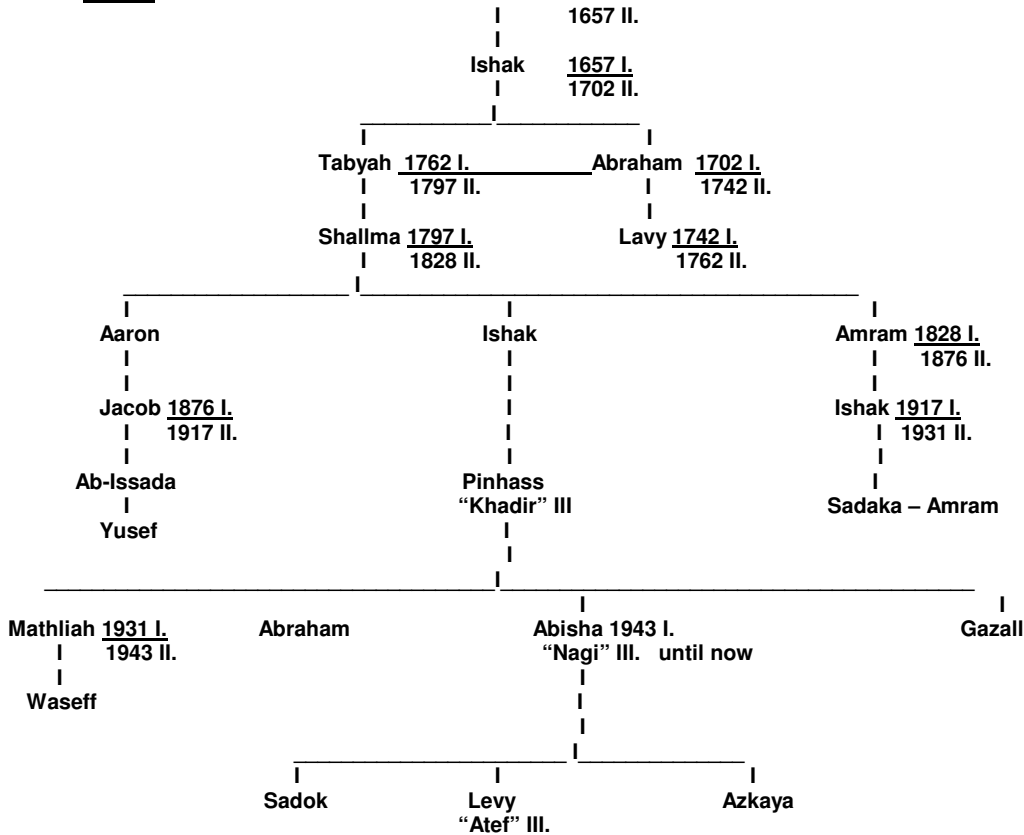 1657 II.
Ishak 1657 I.
1702 II.
Tabyah 1762 I. Abraham 1702 I.
1797 II. 1742 II.
Shallma 1797 I. Lavy 1742 I.
1828 II. 1762 II.
Aaron Ishak Amram 1828 I.
1876 II.
Jacob 1876 I. Ishak 1917 I.
1917 II. 1931 II.
Ab-Issada Pinhass
“Khadir” III Sadaka – Amram
Yusef
Mathliah 1931 I. Abraham Abisha 1943 I. Gazall
1943 II. “Nagi” III. until now
Waseff
Sadok Levy Azkaya
“Atef” III.